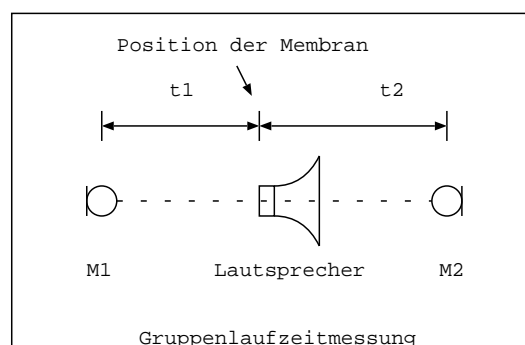 Position der Membran
t1 t2
M1 Lautsprecher M2
Gruppenlaufzeitmessung